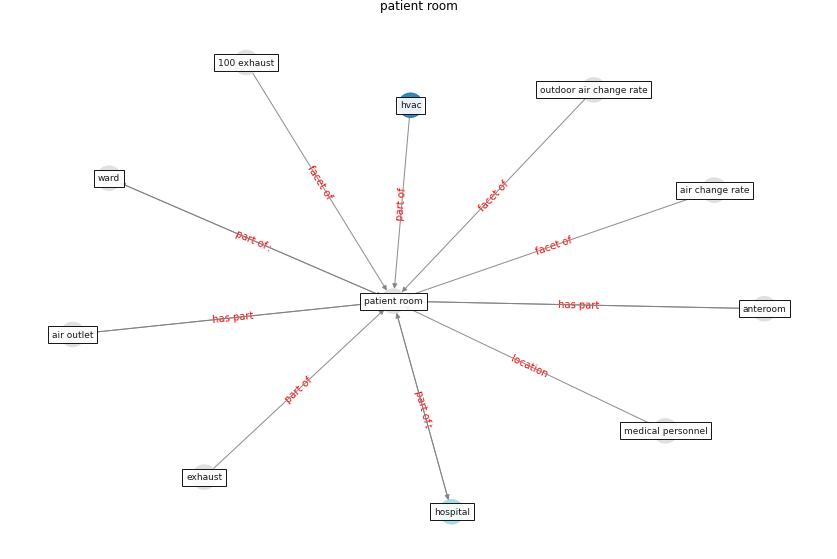 patient room
100 exhaust
hvac
outdoor air change rate
facet of
ward
part of
facet of
air change rate
part of;
facet of
patient room
has part
anteroom
air outlet
has part
location
part of
part of;
medical personnel
exhaust
hospital